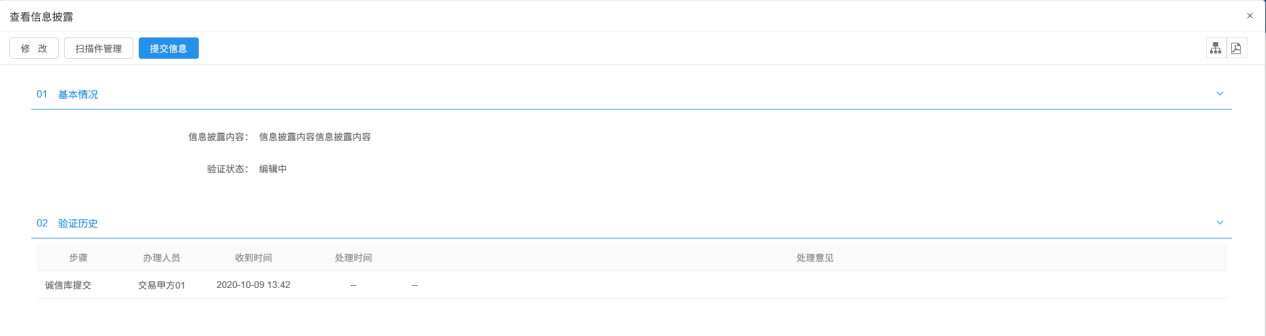 查看信息披露 ×
修 改 扫描件管理 提交信息
01 基本情况
信息披露内容： 信息披露内容信息披露内容
验证状态： 编辑中
02 验证历史
步骤 办理人员 收到时间 处理时间 处理意见
诚信库提交 交易甲方01 2020-10-09 13:42 -- --